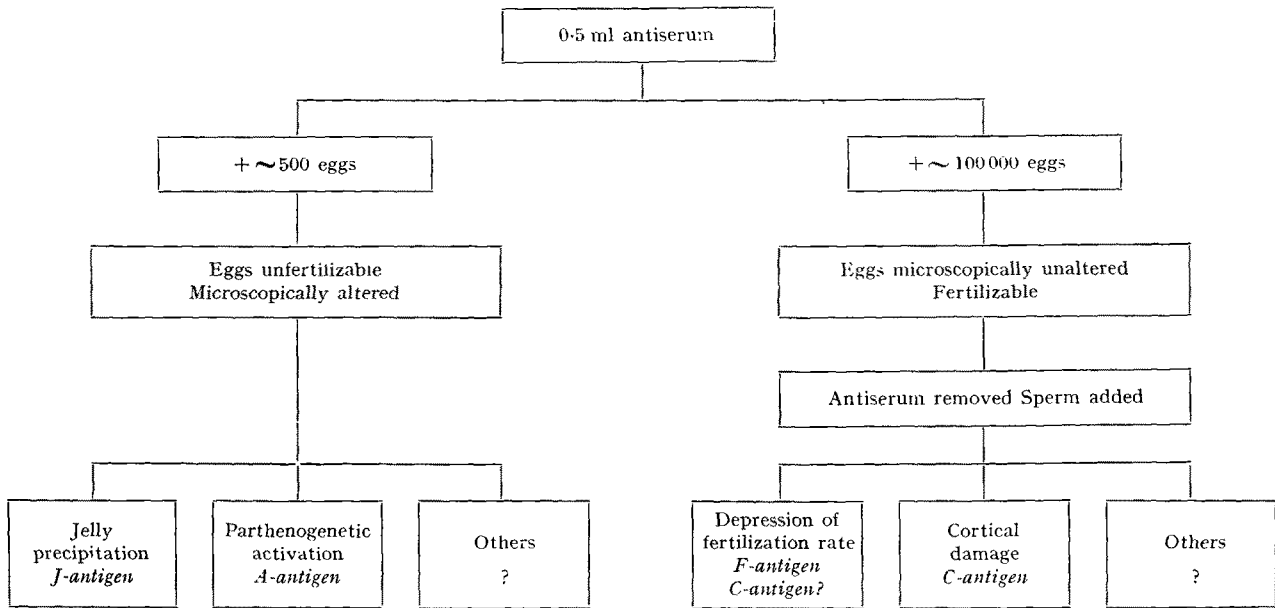 0·5 ml antiserum
+ ~500 eggs
+ ~ 100 000 eggs
Eggs unfertilizable
Microscopically altered
Eggs microscopically unaltered
Fertilizable
Antiserum removed Sperm added
Jelly
precipitation
J-antigen
Parthenogenetic
activation
A-antigen
Others
?
Depression of
fertilization rate
F-antigen
C-antigen?
Cortical
damage
C-antigen
Others
?